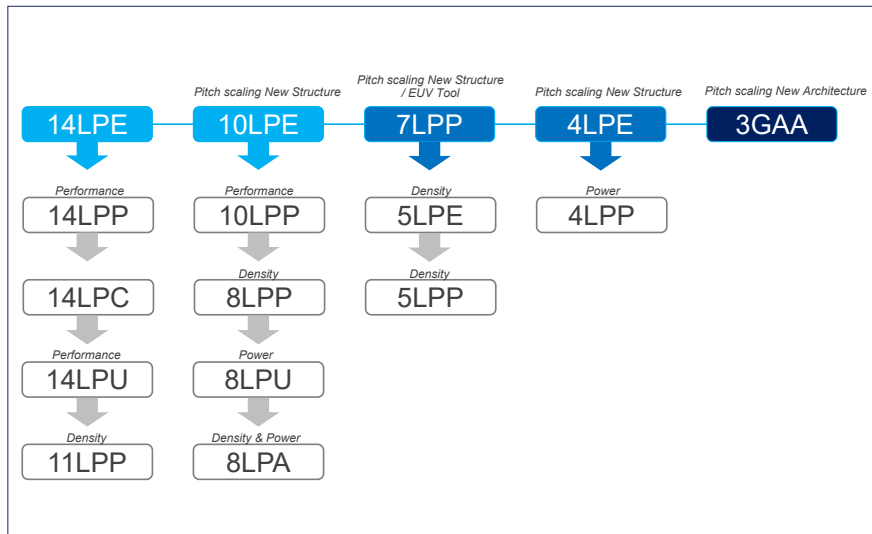 Pitch scaling New Structure
Pitch scaling New Structure
/ EUV Tool
Pitch scaling New Structure
Pitch scaling New Architecture
14LPE
10LPE
7LPP
4LPE
3GAA
Performance
Performance
Density
Power
14LPP
10LPP
5LPE
4LPP
Density
Density
14LPC
8LPP
5LPP
Performance
Power
14LPU
8LPU
Density
Density & Power
11LPP
8LPA